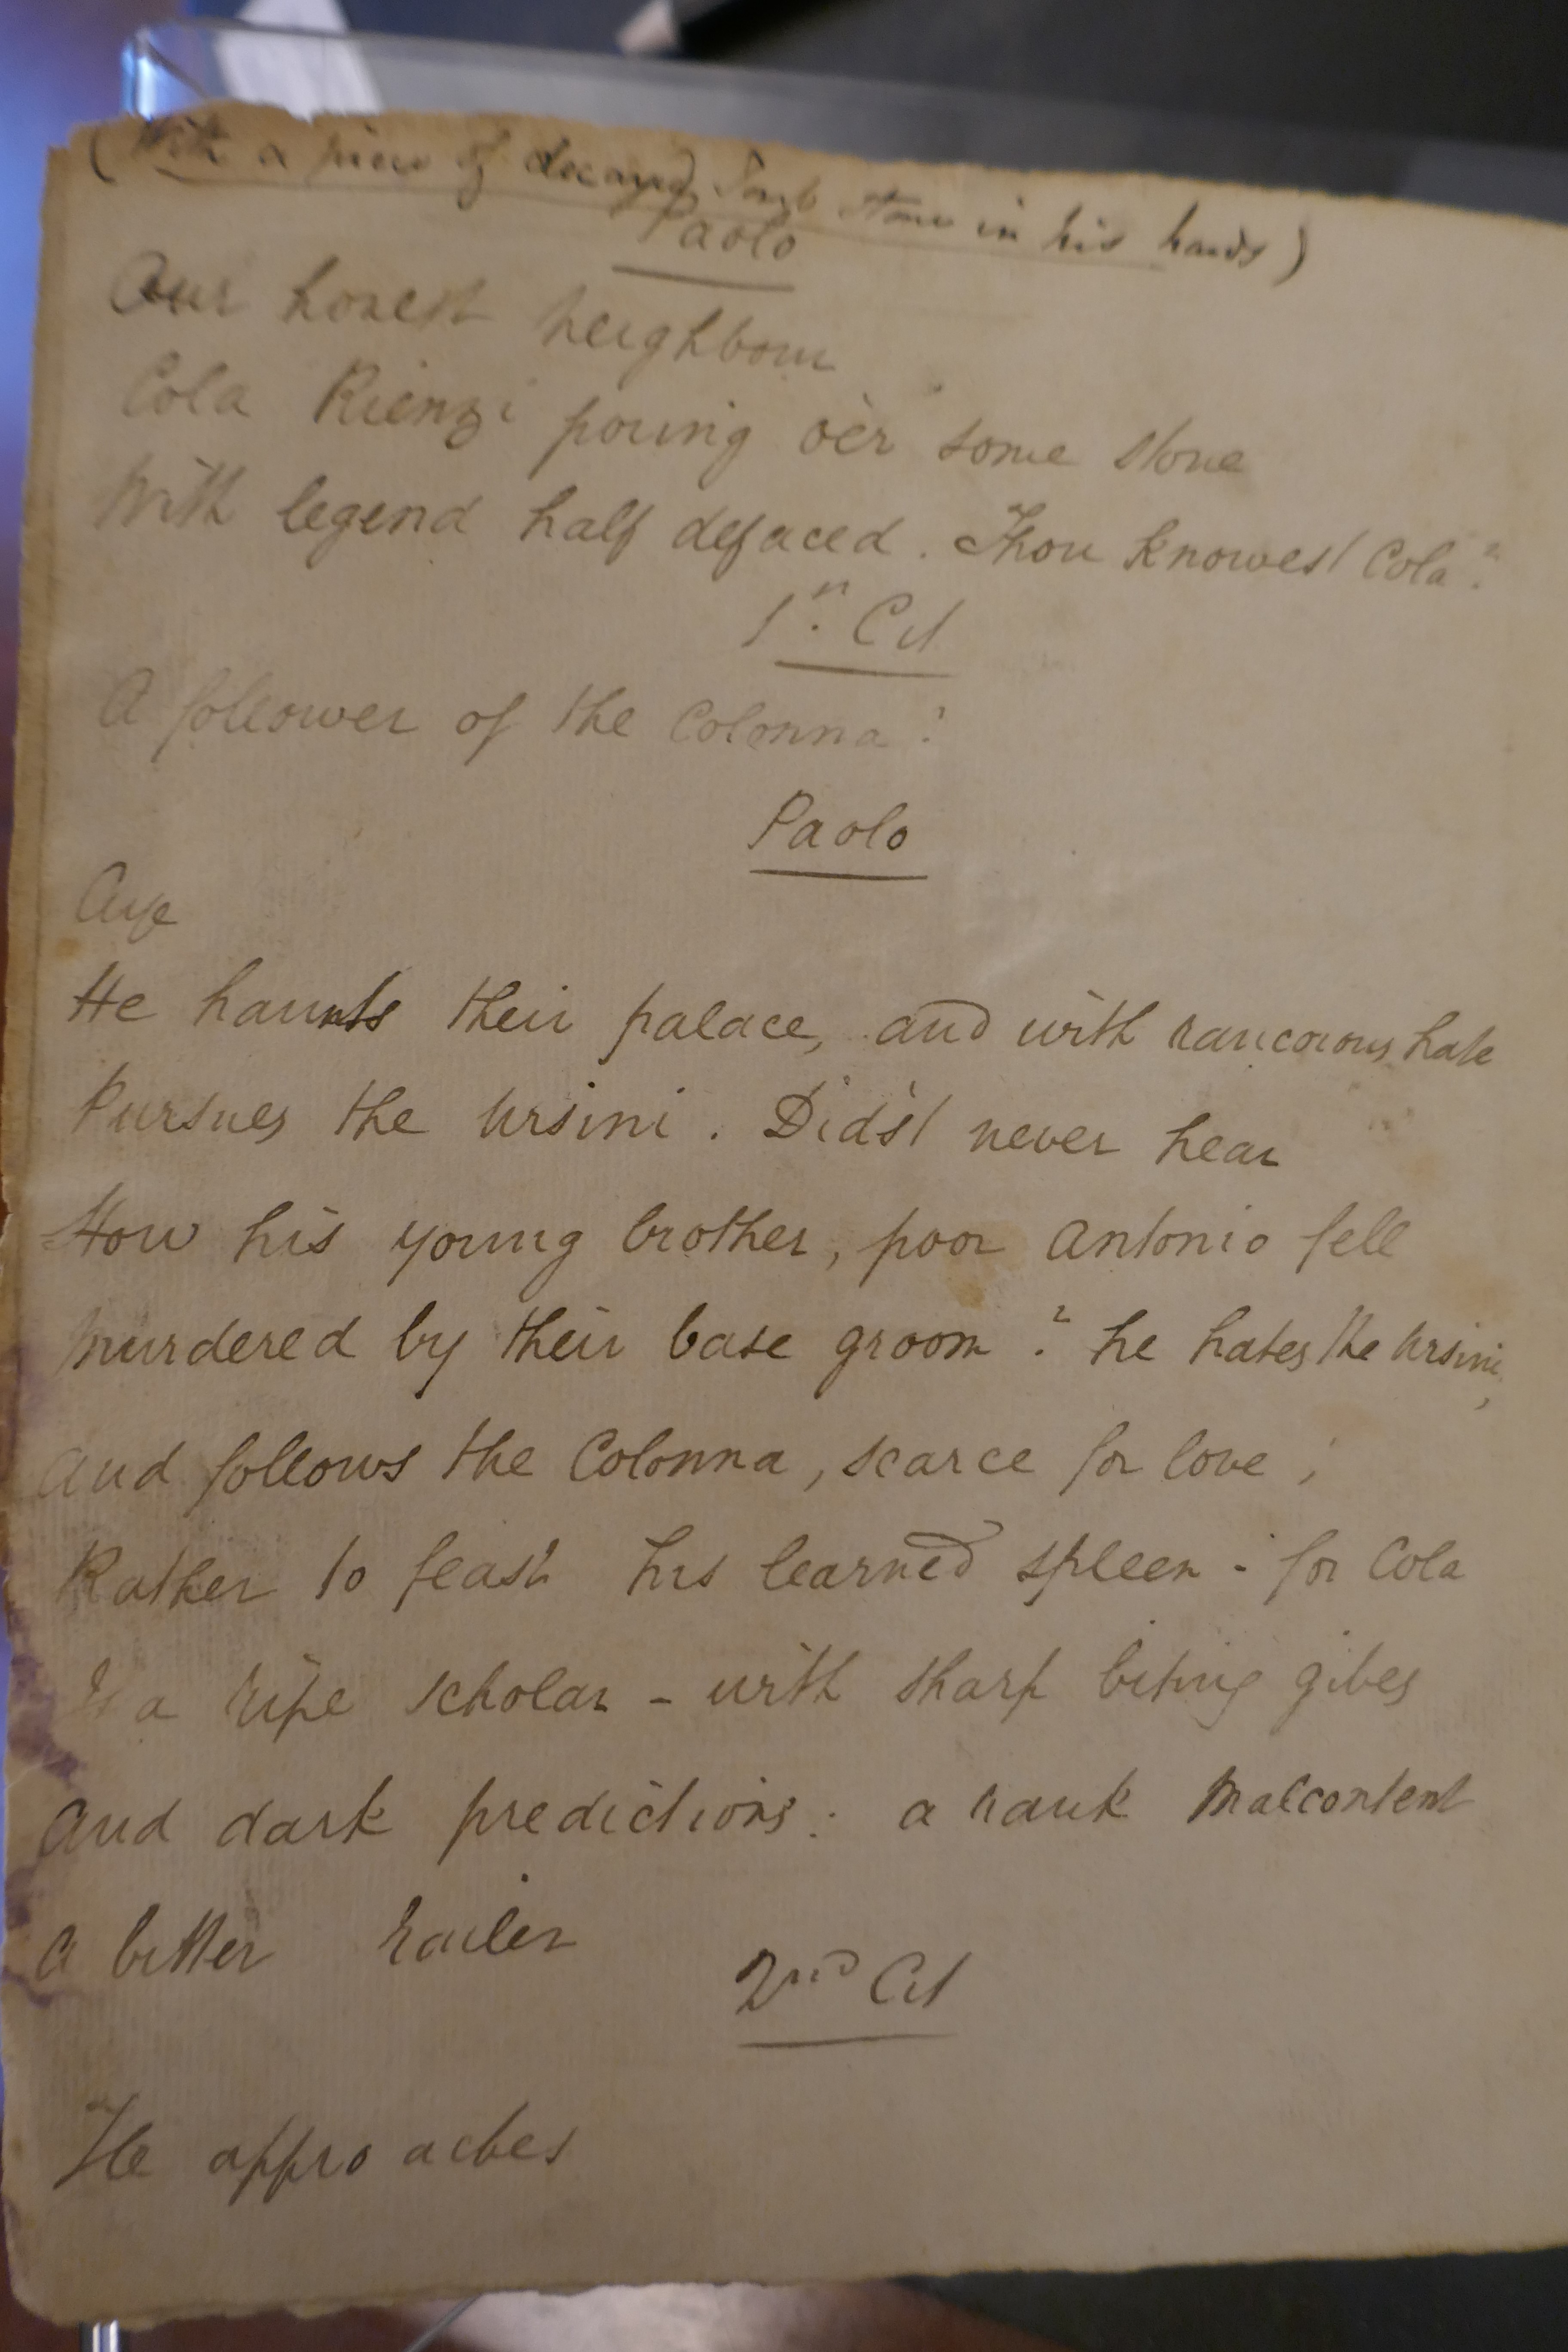 (With a piece of decayed Tomb stone in his hands)
Paolo
Our honest neighbour
Cola Rienzi poring o'er some stone
With legend half defaced. Thou knowest Cola?
1st. Cit
A follower of the Colonna?
Paolo
Aye
He haunts their palace, and with rancorous hate
Pursues the Ursini. Did'st never hear
How his young brother, poor Antonio fell
Murdered by their base groom? he hates the Ursini,
And follows the Colonna, scarce for love;
Rather to feast his learned spleen - for Cola
Is a ripe scholar - with sharp biting gibes
And dark predictions: a rank Malcontent
A bitter railer
2nd Cit
He approaches